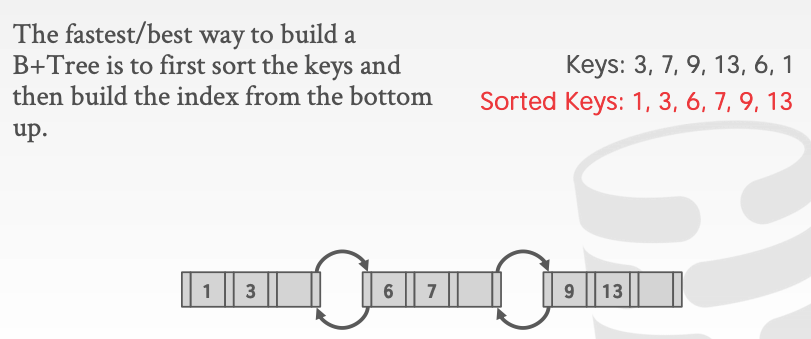 The fastest/best way to build a
B+Tree is to first sort the keys and
then build the index from the bottom
up.
Keys: 3, 7, 9, 13, 6, 1
Sorted Keys: 1, 3, 6, 7, 9, 13
1 3 6 7 9 13